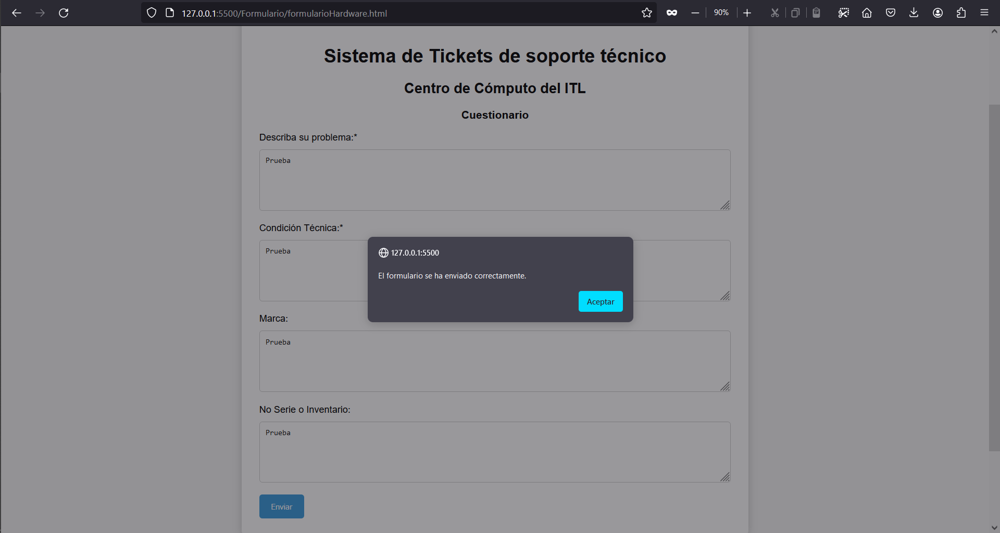 127.0.0.1:5500/Formulario/formularioHardware.html
90%
Sistema de Tickets de soporte técnico
Centro de Cómputo del ITL
Cuestionario
Describa su problema:*
Prueba
Condición Técnica:*
Prueba
127.0.0.1:5500
El formulario se ha enviado correctamente.
Aceptar
Marca:
Prueba
No Serie o Inventario:
Prueba
Enviar